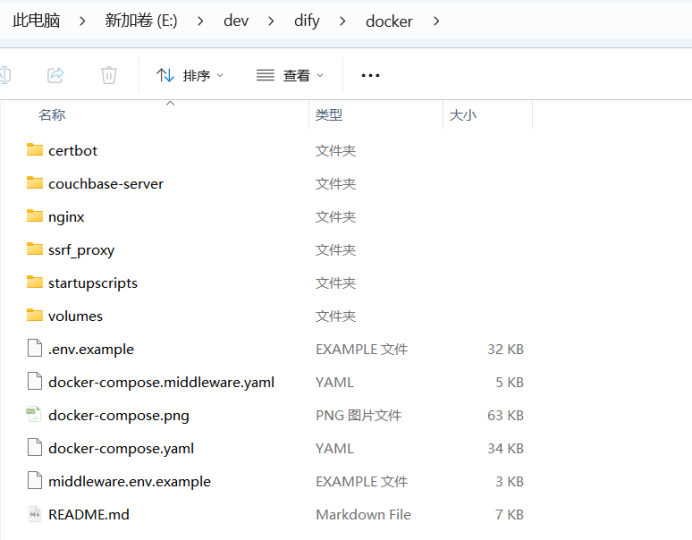 此电脑 > 新加卷 (E:) > dev > dify > docker >
排序 查看 •••
名称 类型 大小
certbot 文件夹
couchbase-server 文件夹
nginx 文件夹
ssrf_proxy 文件夹
startupscripts 文件夹
volumes 文件夹
.env.example EXAMPLE 文件 32 KB
docker-compose.middleware.yaml YAML 5 KB
docker-compose.png PNG 图片文件 63 KB
docker-compose.yaml YAML 34 KB
middleware.env.example EXAMPLE 文件 3 KB
README.md Markdown File 7 KB